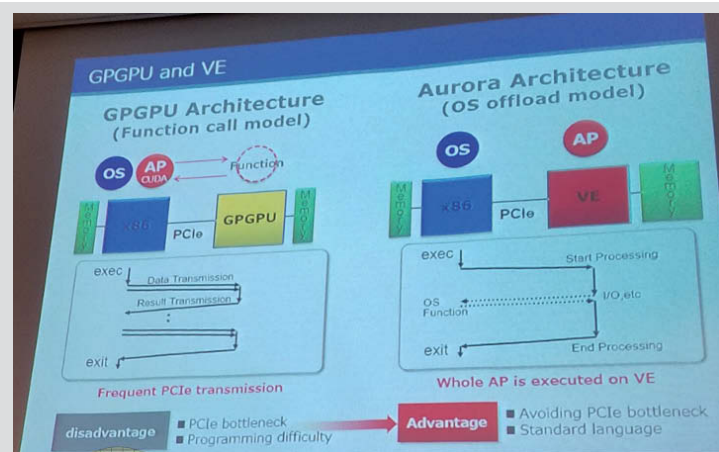 GPGPU and VE
GPGPU Architecture
(Function call model)
OS
AP
CUDA
Function
Memory
x86
PCIe
GPGPU
Memory
exec
Data Transmission
Result Transmission
:
exit
Frequent PCIe transmission
disadvantage
■ PCIe bottleneck
■ Programming difficulty
Aurora Architecture
(OS offload model)
OS
AP
Memory
x86
PCIe
VE
Memory
exec
Start Processing
OS
Function
I/O,etc
exit
End Processing
Whole AP is executed on VE
Advantage
■ Avoiding PCIe bottleneck
■ Standard language